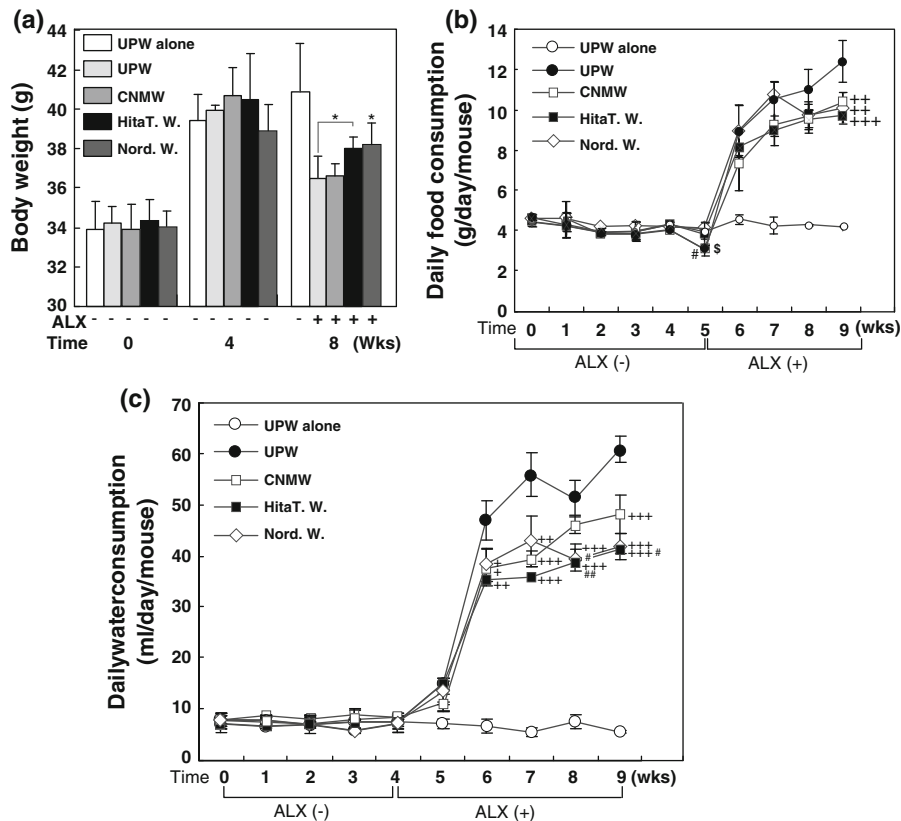 (a)
Body weight (g)
44
42
40
38
36
34
32
30
UPW alone
UPW
CNMW
HitaT. W.
Nord. W.
* *
ALX - - - - - - - - - - - + + + +
Time 0 4 8 (Wks)
(b)
Daily food consumption
(g/day/mouse)
14
12
10
8
6
4
2
0
UPW alone
UPW
CNMW
HitaT. W.
Nord. W.
++
++
+++
# $
Time 0 1 2 3 4 5 6 7 8 9 (wks)
ALX (-) ALX (+)
(c)
Dailywaterconsumption
(ml/day/mouse)
70
60
50
40
30
20
10
0
UPW alone
UPW
CNMW
HitaT. W.
Nord. W.
+++
++ +++ +++
+ +++ # +++ #
+ +++
++ +++ ##
Time 0 1 2 3 4 5 6 7 8 9 (wks)
ALX (-) ALX (+)